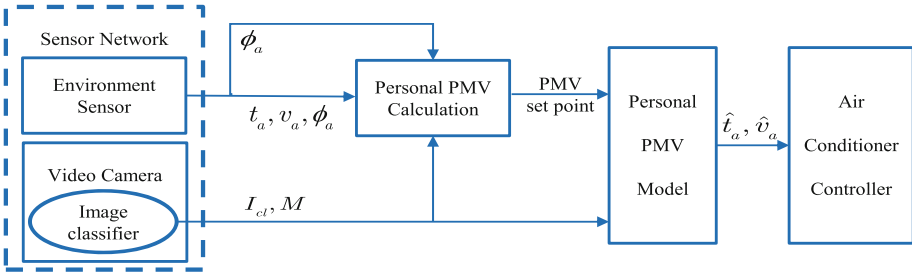 Sensor Network
Environment
Sensor
Video Camera
Image
classifier
ϕₐ
tₐ, vₐ, ϕₐ
I_cl, M
Personal PMV
Calculation
PMV
set point
Personal
PMV
Model
t̂ₐ, v̂ₐ
Air
Conditioner
Controller